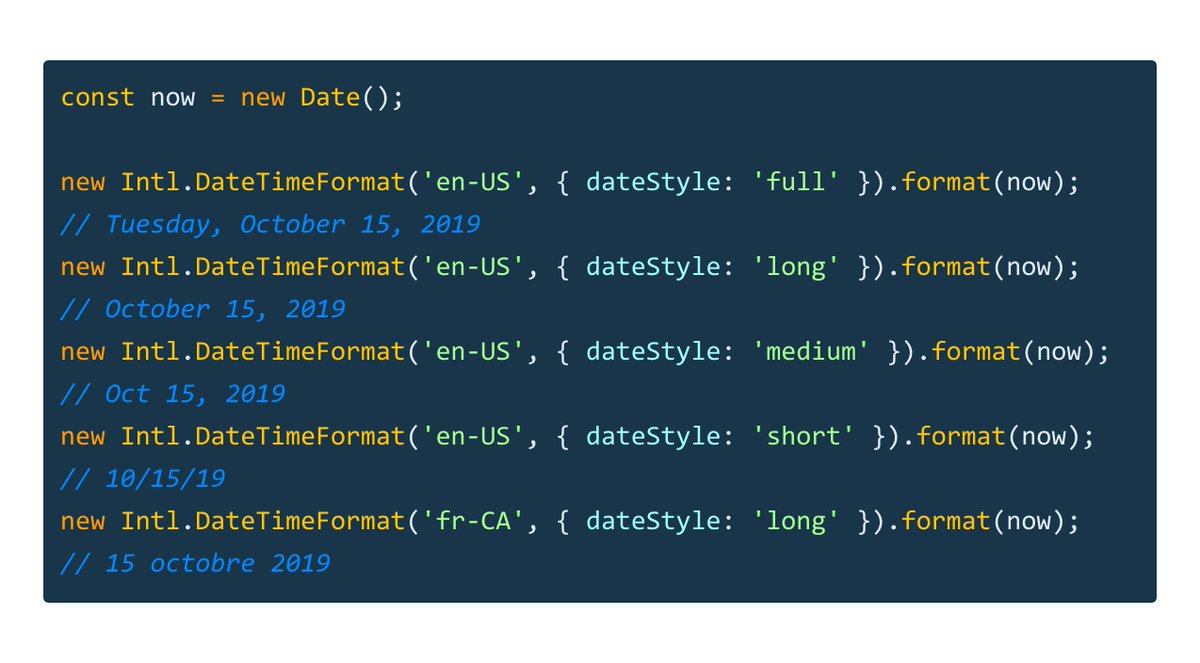 const now = new Date();
new Intl.DateTimeFormat('en-US', { dateStyle: 'full' }).format(now);
// Tuesday, October 15, 2019
new Intl.DateTimeFormat('en-US', { dateStyle: 'long' }).format(now);
// October 15, 2019
new Intl.DateTimeFormat('en-US', { dateStyle: 'medium' }).format(now);
// Oct 15, 2019
new Intl.DateTimeFormat('en-US', { dateStyle: 'short' }).format(now);
// 10/15/19
new Intl.DateTimeFormat('fr-CA', { dateStyle: 'long' }).format(now);
// 15 octobre 2019